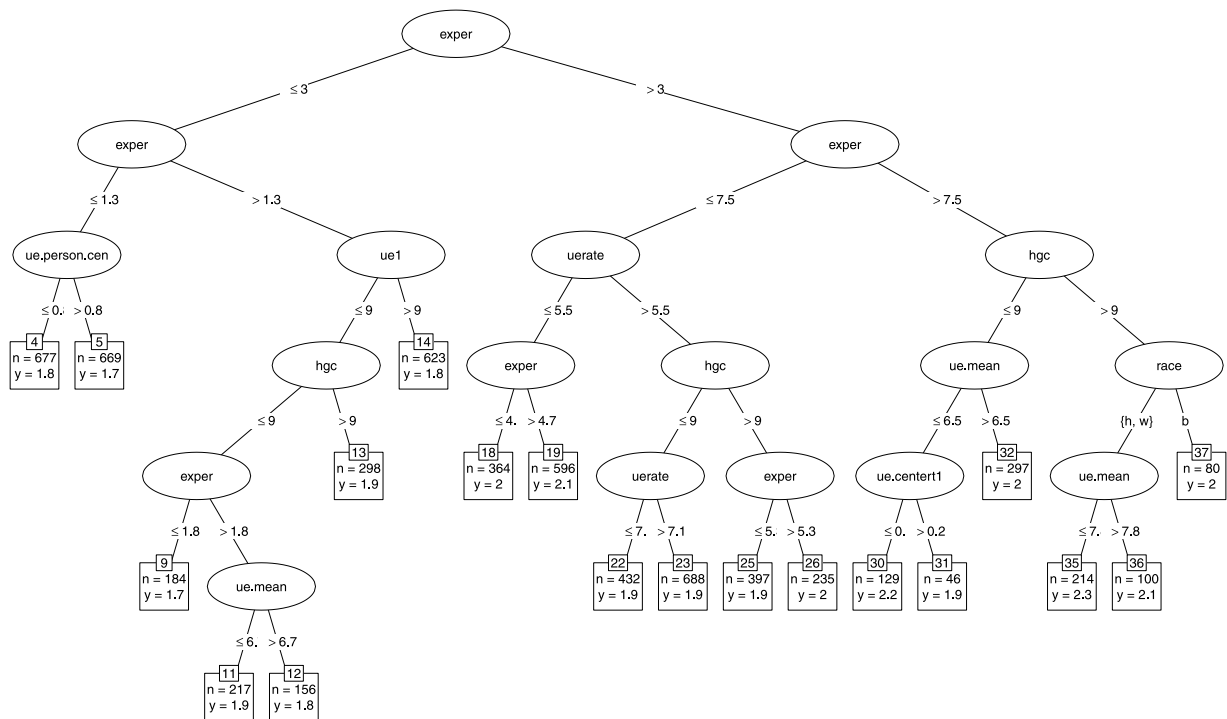 exper
≤ 3
> 3
exper
exper
≤ 1.3
> 1.3
≤ 7.5
> 7.5
ue.person.cen
ue1
uerate
hgc
≤ 0.
> 0.8
≤ 9
> 9
≤ 5.5
> 5.5
≤ 9
> 9
4
n = 677
y = 1.8
5
n = 669
y = 1.7
hgc
14
n = 623
y = 1.8
exper
hgc
ue.mean
race
≤ 9
> 9
≤ 4.
> 4.7
≤ 9
> 9
≤ 6.5
> 6.5
{h, w}
b
exper
13
n = 298
y = 1.9
18
n = 364
y = 2
19
n = 596
y = 2.1
uerate
exper
ue.centert1
32
n = 297
y = 2
ue.mean
37
n = 80
y = 2
≤ 1.8
> 1.8
≤ 7.
> 7.1
≤ 5.
> 5.3
≤ 0.
> 0.2
≤ 7.
> 7.8
9
n = 184
y = 1.7
ue.mean
22
n = 432
y = 1.9
23
n = 688
y = 1.9
25
n = 397
y = 1.9
26
n = 235
y = 2
30
n = 129
y = 2.2
31
n = 46
y = 1.9
35
n = 214
y = 2.3
36
n = 100
y = 2.1
≤ 6.
> 6.7
11
n = 217
y = 1.9
12
n = 156
y = 1.8